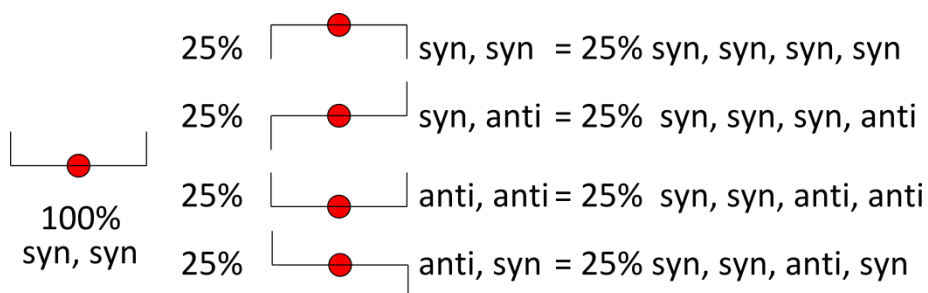 25% syn, syn = 25% syn, syn, syn, syn
25% syn, anti = 25% syn, syn, syn, anti
100%
syn, syn
25% anti, anti = 25% syn, syn, anti, anti
25% anti, syn = 25% syn, syn, anti, syn